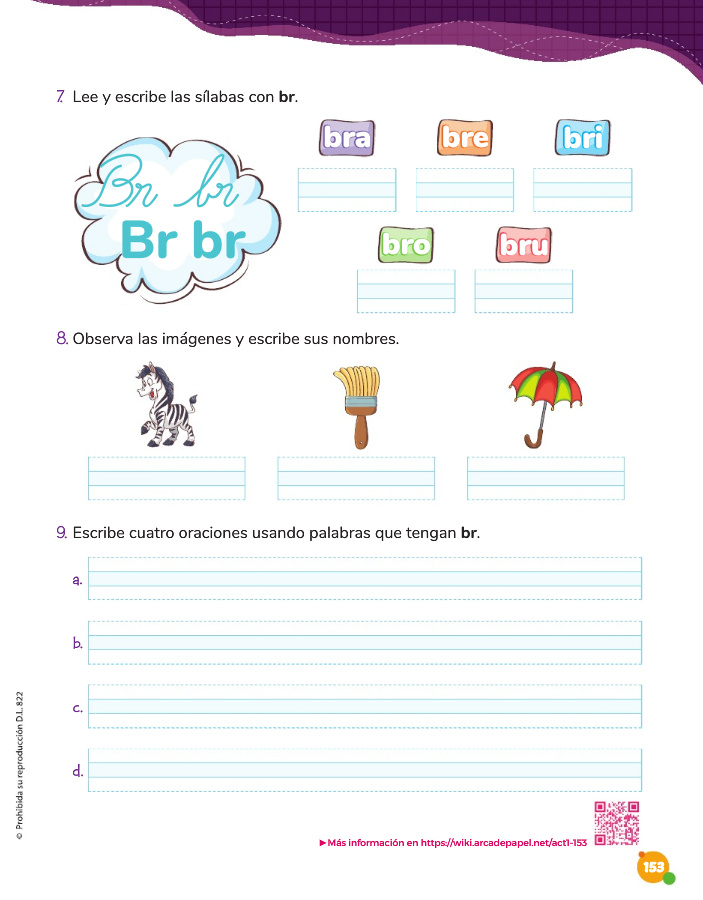 7. Lee y escribe las sílabas con br.
Br br
Br br
bra bre bri
bro bru
8. Observa las imágenes y escribe sus nombres.
9. Escribe cuatro oraciones usando palabras que tengan br.
a.
b.
c.
d.
© Prohibida su reproducción D.L. 822
▶Más información en https://wiki.arcadepapel.net/act1-153
153